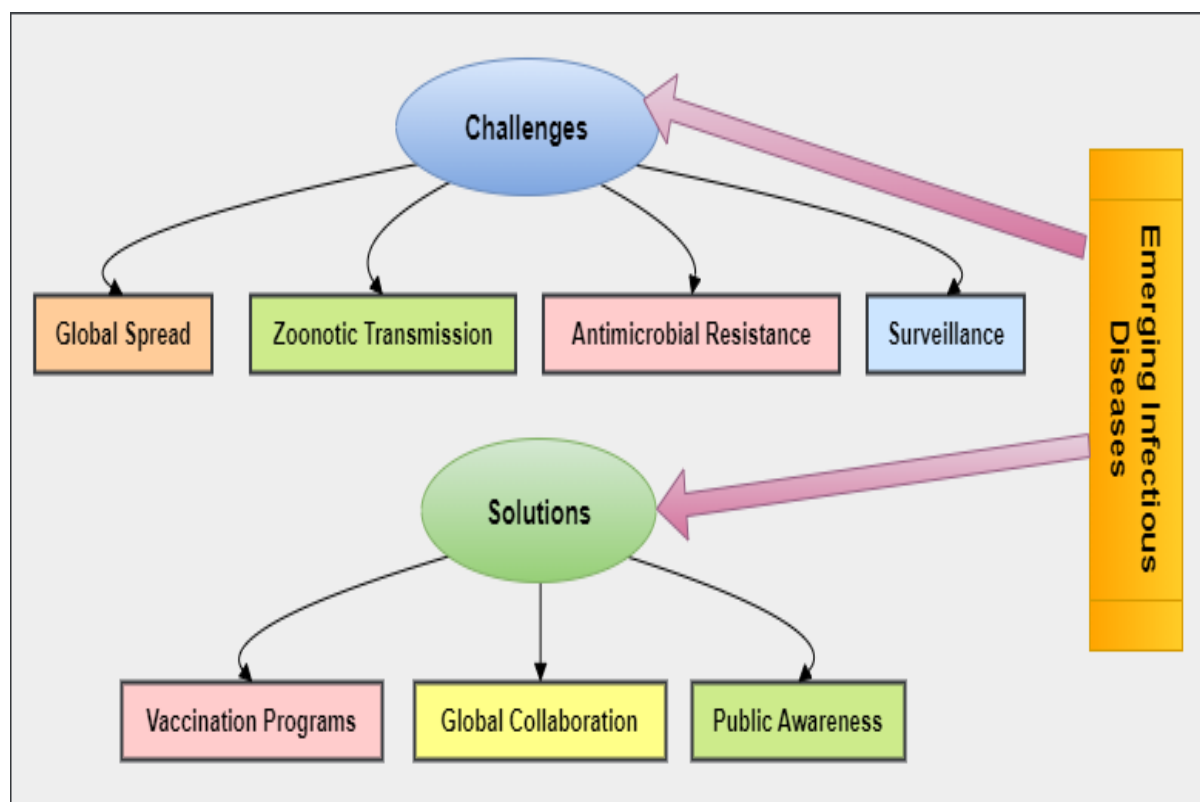 Challenges
Global Spread
Zoonotic Transmission
Antimicrobial Resistance
Surveillance
Emerging Infectious
Diseases
Solutions
Vaccination Programs
Global Collaboration
Public Awareness